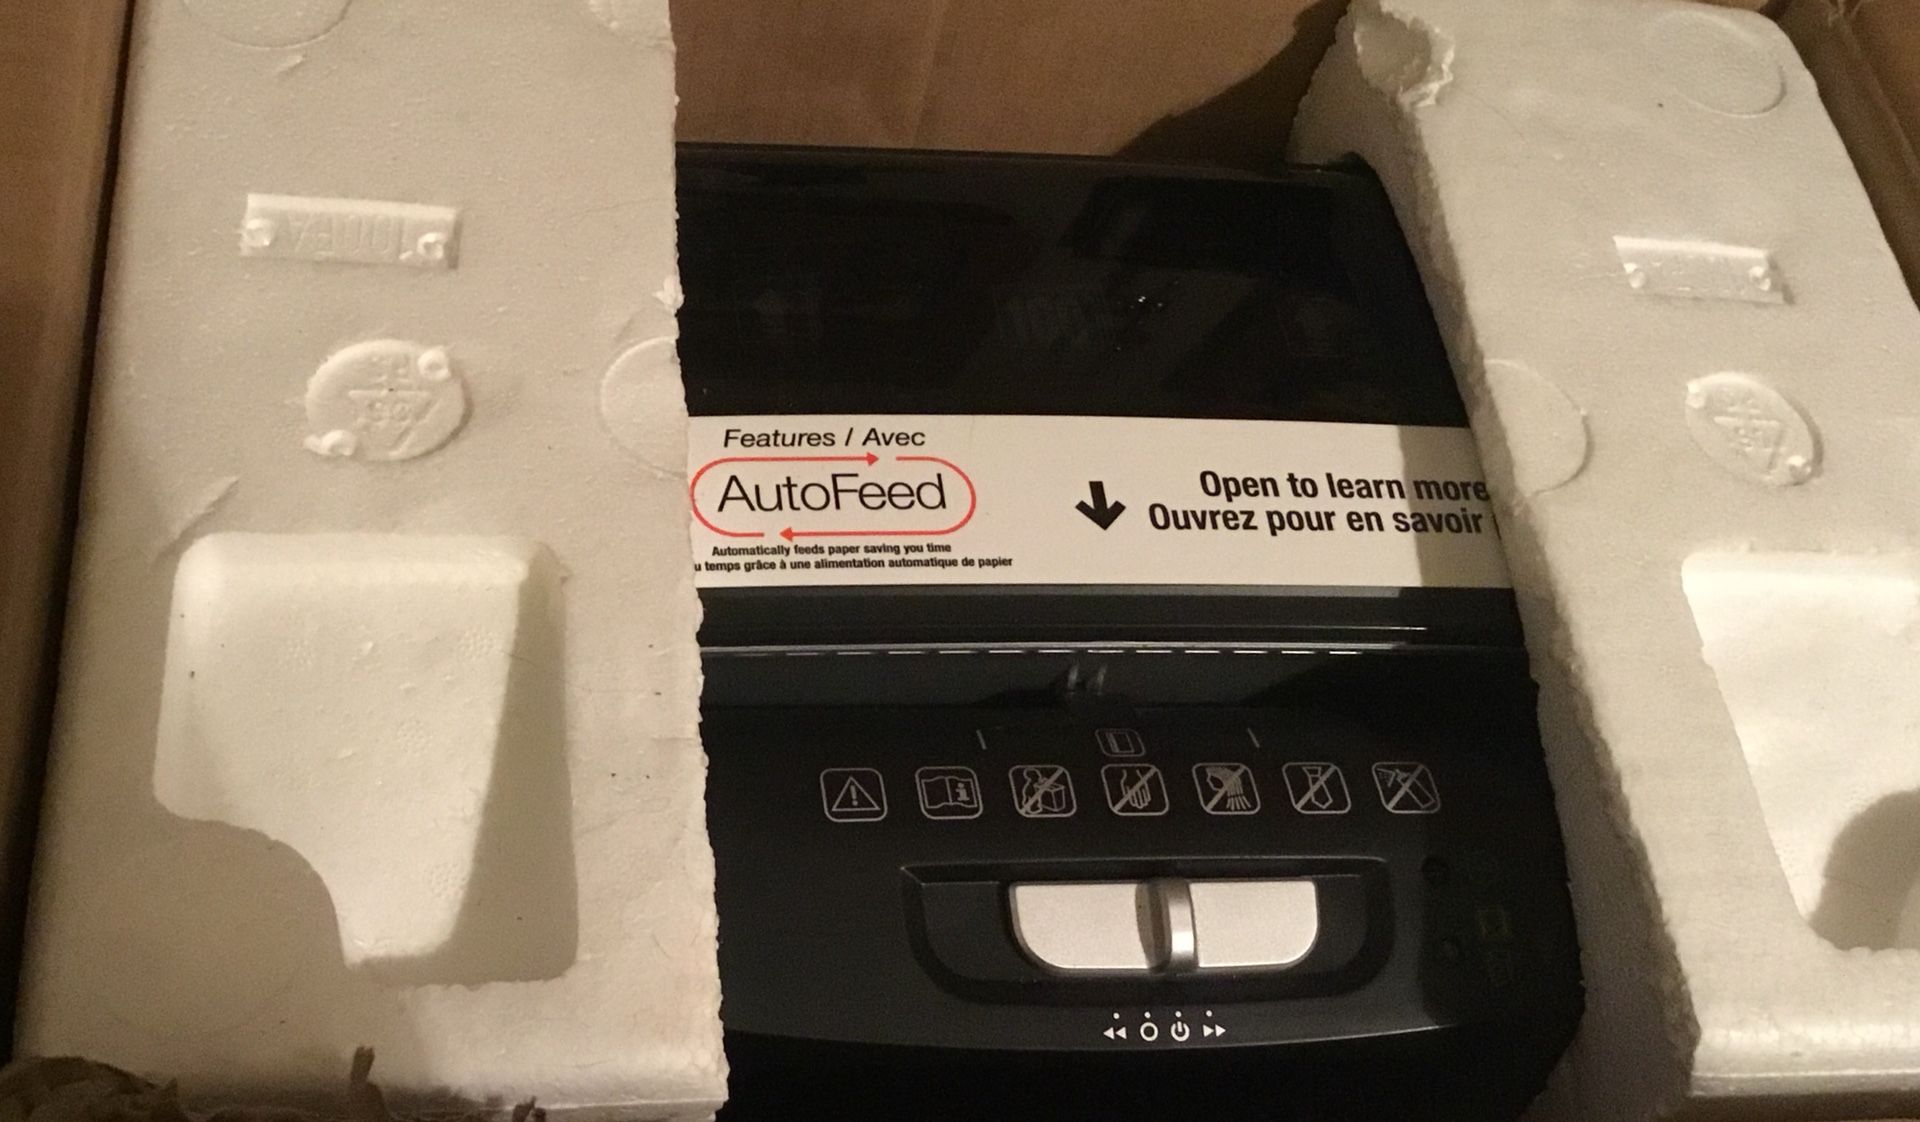 Features / Avec
AutoFeed
Automatically feeds paper saving you time
temps grâce à une alimentation automatique de papier
Open to learn more
Ouvrez pour en savoir